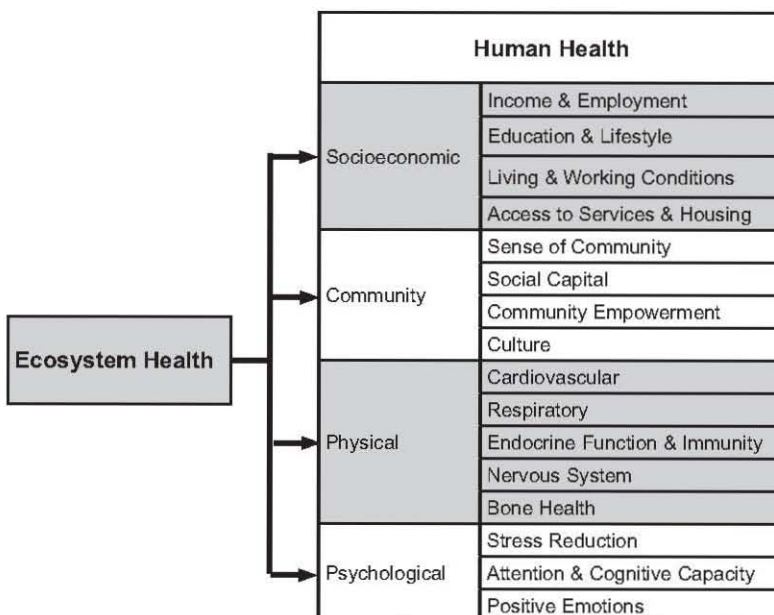 Human Health
Socioeconomic
Income & Employment
Education & Lifestyle
Living & Working Conditions
Access to Services & Housing
Community
Sense of Community
Social Capital
Community Empowerment
Culture
Ecosystem Health
Physical
Cardiovascular
Respiratory
Endocrine Function & Immunity
Nervous System
Bone Health
Psychological
Stress Reduction
Attention & Cognitive Capacity
Positive Emotions